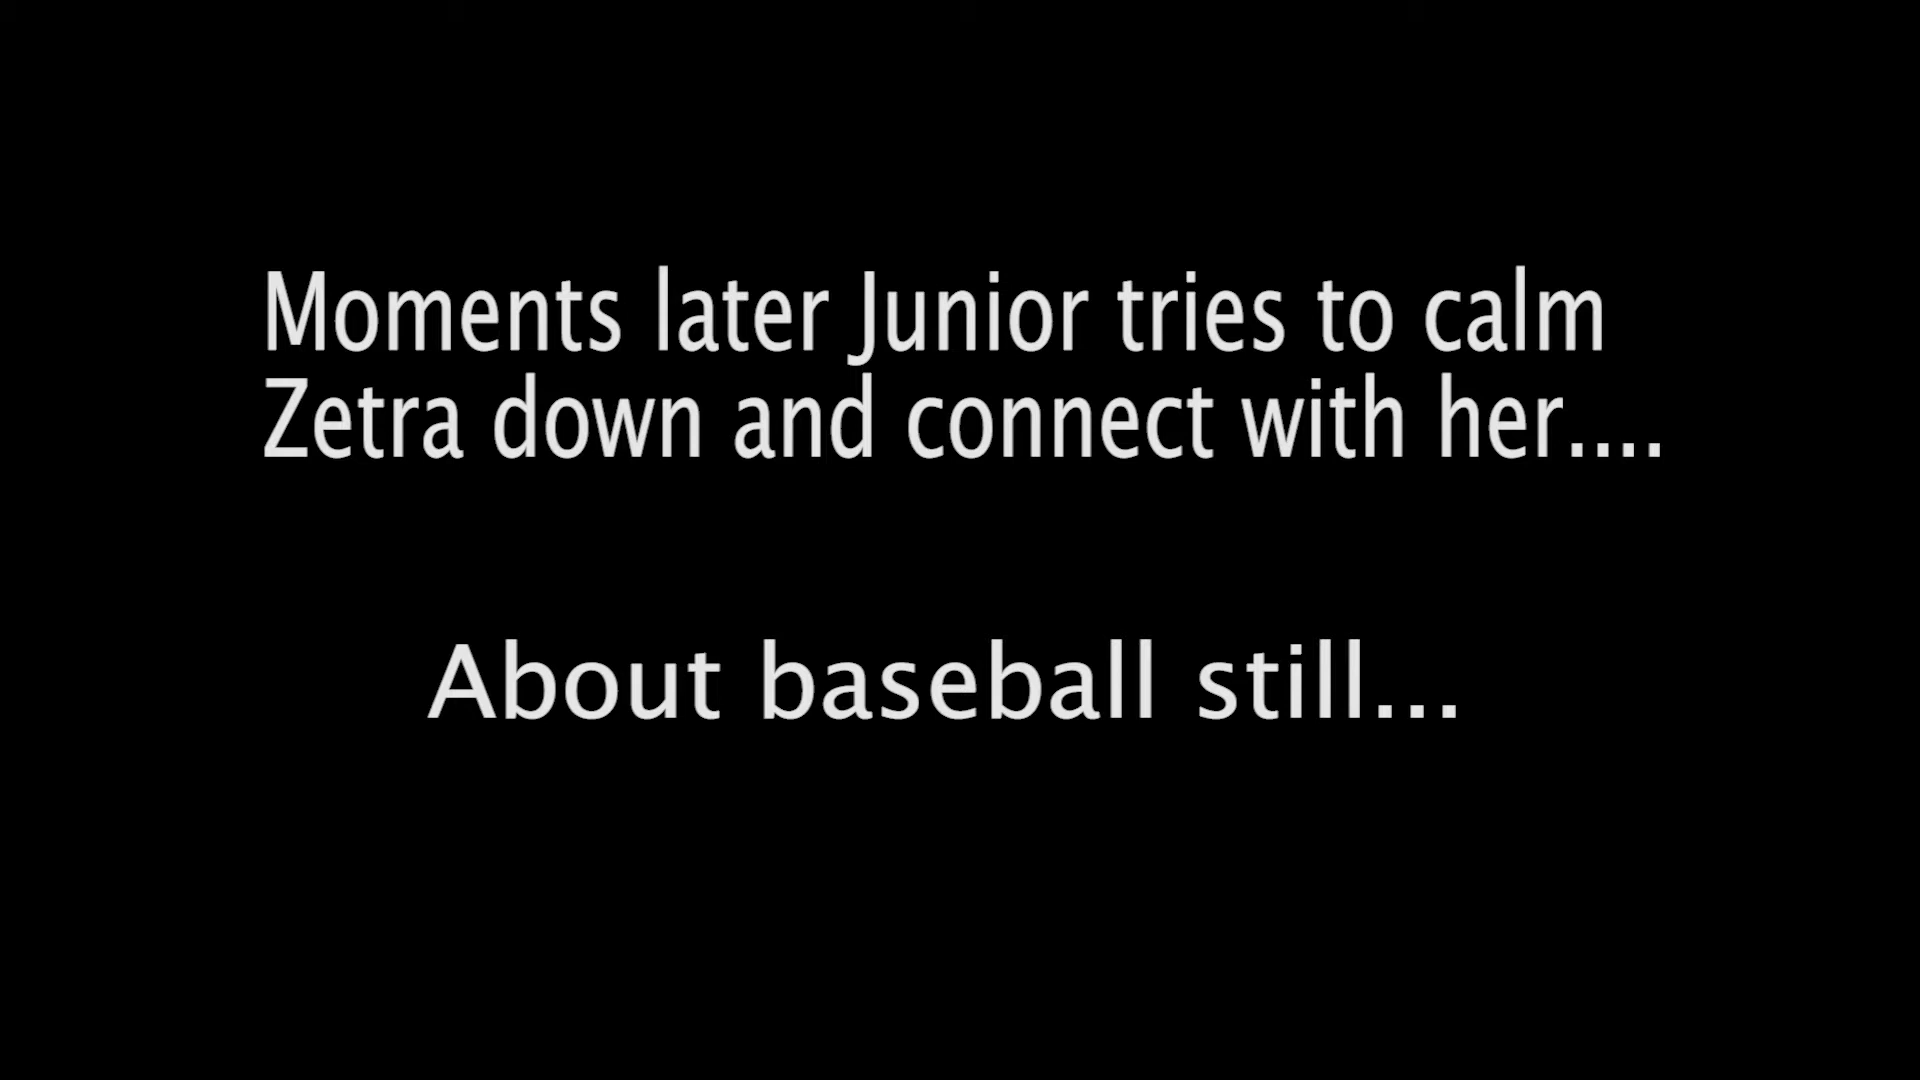 Moments later Junior tries to calm
Zetra down and connect with her....
About baseball still...